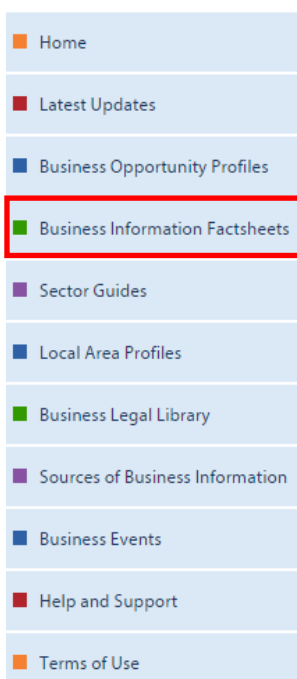 Home
Latest Updates
Business Opportunity Profiles
Business Information Factsheets
Sector Guides
Local Area Profiles
Business Legal Library
Sources of Business Information
Business Events
Help and Support
Terms of Use